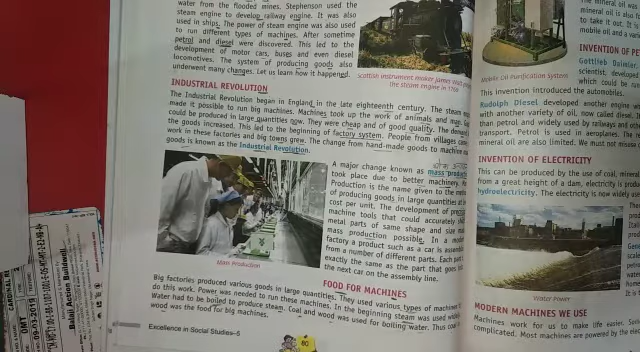 water from the flooded mines. Stephenson used the
steam engine to develop railway engine. It was also
used in ships. The power of steam engine was also used
to run different types of machines. After sometime
petrol and diesel were discovered. This led to the
development of motor cars, buses and even diesel
locomotives. The system of producing goods also
underwent many changes. Let us learn how it happened.
Scottish instrument maker James Watt
the steam engine in 1769
INDUSTRIAL REVOLUTION
The Industrial Revolution began in England in the late eighteenth century. The steam
made it possible to run big machines. Machines took up the work of animals and
could be produced in large quantities now. They were cheap and of good quality. The
the goods increased. This led to the beginning of factory system. People from villages
work in these factories and big towns grew. The change from hand-made goods to machine
goods is known as the Industrial Revolution.
A major change known as mass
took place due to better machinery.
Production is the name given to the
of producing goods in large quantities at
cost per unit. The development of
machine tools that could accurately
metal parts of same shape and size
mass production possible. In a
factory a product such as a car is
from a number of different parts. Each
exactly the same as the part that goes
the next car on the assembly line.
Mass Production
FOOD FOR MACHINES
Big factories produced various goods in large quantities. They used various types of machines
do this work. Power was needed to run these machines. In the beginning steam was used
Water had to be boiled to produce steam. Coal and wood was used for boiling water. Thus
wood was the food for big machines.
Excellence in Social Studies–5
80
The mineral oil was
mineral oil is also
to take it out. It is
mobile oil and a
Mobile Oil-Purification System
INVENTION OF
Gottlieb Daimler,
scientist, developed
which could be run
This invention introduced the automobiles.
Rudolph Diesel developed another engine
with another variety of oil, now called diesel.
than petrol and widely used by railways and
transport. Petrol is used in aeroplanes. The
mineral oil are also limited. We must not misuse
INVENTION OF ELECTRICITY
This can be produced by the use of coal, mineral
from a great height of a dam, electricity is
hydroelectricity. The electricity is now widely
Water Power
MODERN MACHINES WE USE
Machines work for us to make life easier.
complicated. Most machines are powered by